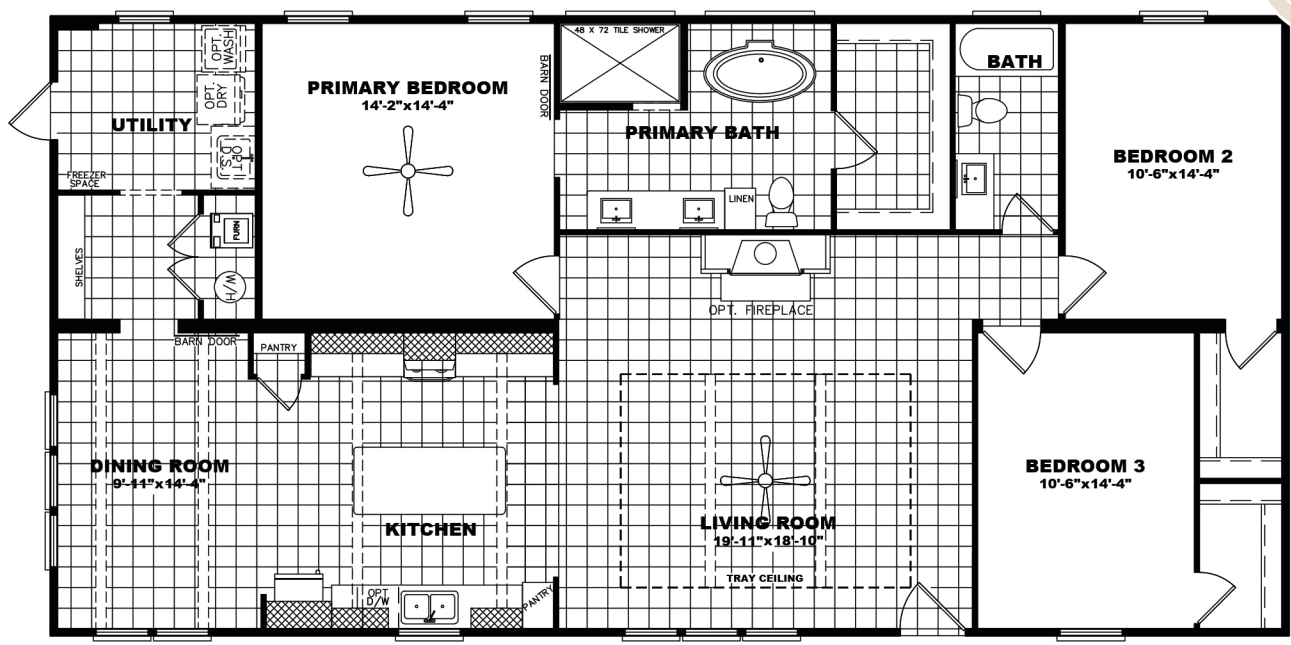 OPT.
WASH
OPT.
DRY
UTILITY
OPT
D.S.
FREEZER
SPACE
PRIMARY BEDROOM
14'-2"x14'-4"
BARN DOOR
48 X 72 TILE SHOWER
PRIMARY BATH
LINEN
BATH
BEDROOM 2
10'-6"x14'-4"
SHELVES
FURN
W/H
BARN DOOR
PANTRY
OPT. FIREPLACE
DINING ROOM
9'-11"x14'-4"
KITCHEN
OPT
D/W
PANTRY
LIVING ROOM
19'-11"x18'-10"
TRAY CEILING
BEDROOM 3
10'-6"x14'-4"